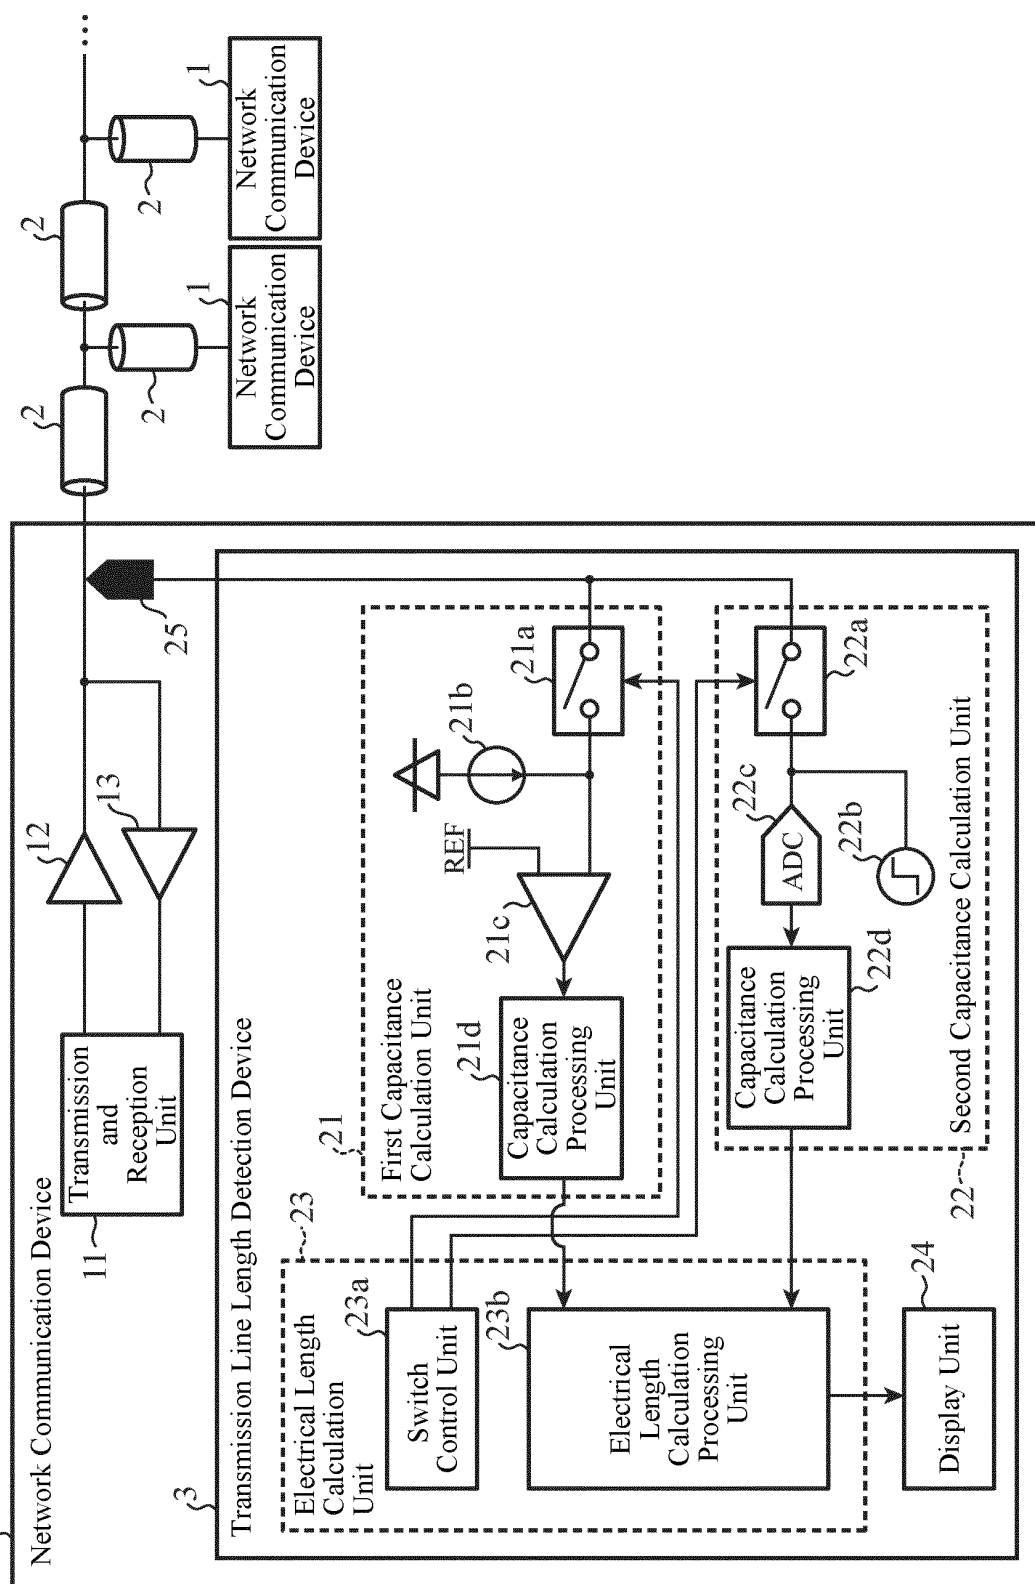 Network Communication Device
11
Transmission
and
Reception
Unit
12
13
25
2
2
2
2
1
Network
Communication
Device
1
Network
Communication
Device
...
3
Transmission Line Length Detection Device
21
First Capacitance
Calculation Unit
21a
21b
REF
21c
21d
Capacitance
Calculation
Processing
Unit
22
Second Capacitance Calculation Unit
22a
22b
22c
ADC
22d
Capacitance
Calculation
Processing
Unit
23
Electrical Length
Calculation
Unit
23a
Switch
Control Unit
23b
Electrical
Length
Calculation
Processing
Unit
24
Display Unit